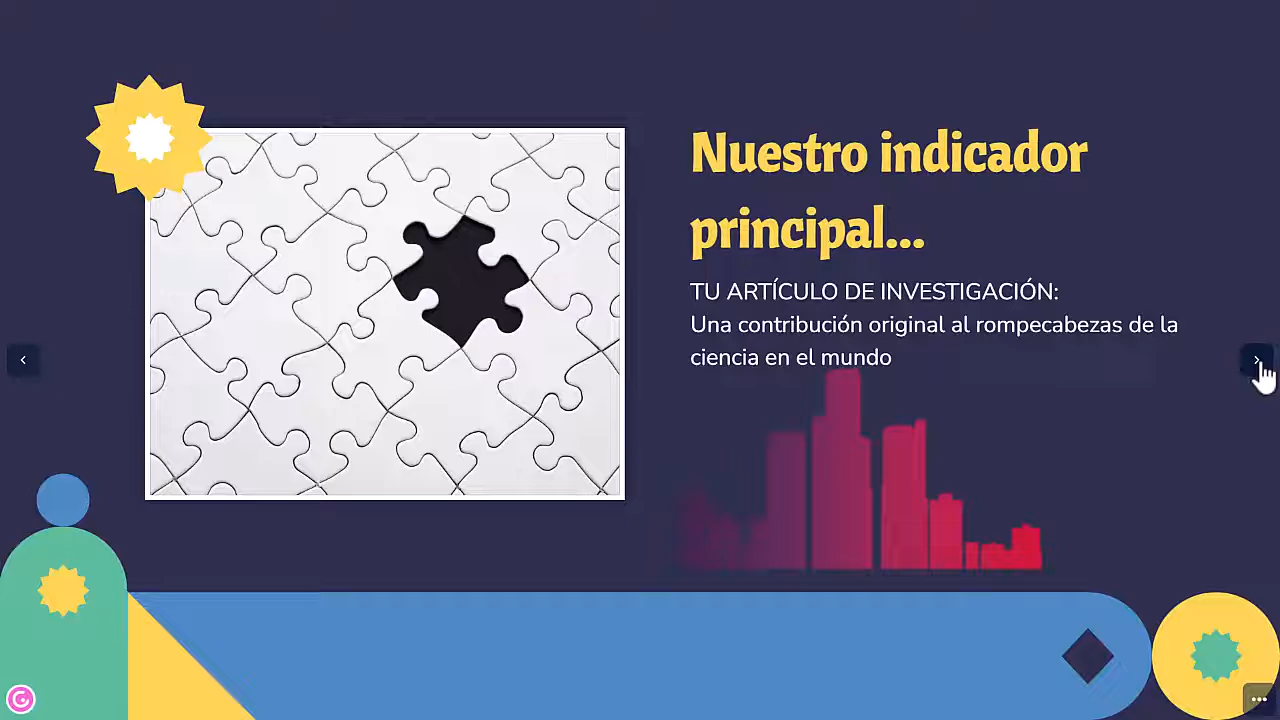 Nuestro indicador
principal...
TU ARTÍCULO DE INVESTIGACIÓN:
Una contribución original al rompecabezas de la
ciencia en el mundo